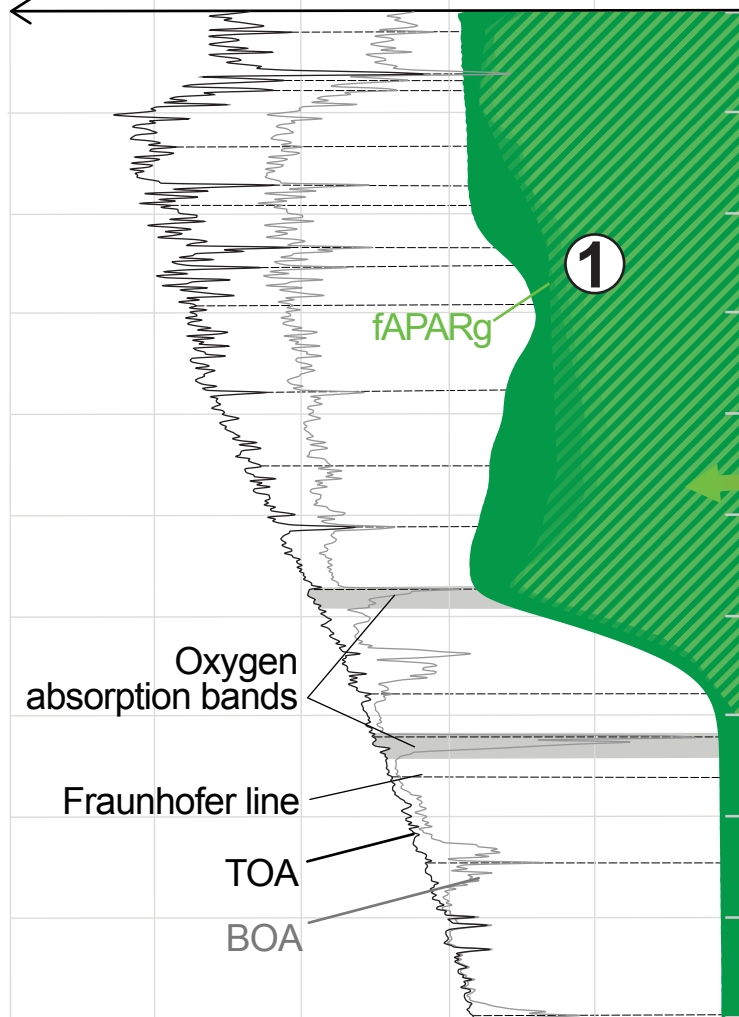 1
fAPARg
Oxygen
absorption bands
Fraunhofer line
TOA
BOA